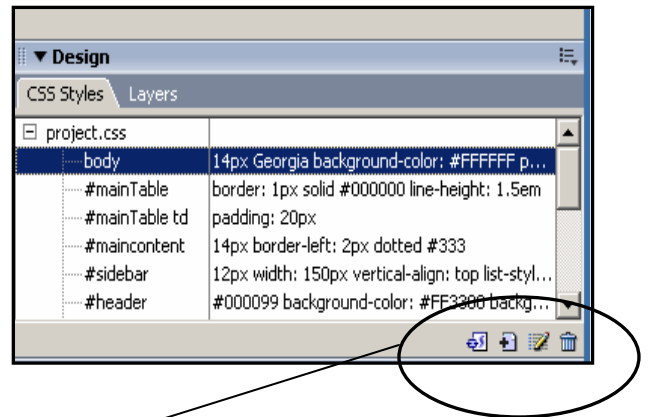 Design
CSS Styles Layers
project.css
body 14px Georgia background-color: #FFFFFF p...
#mainTable border: 1px solid #000000 line-height: 1.5em
#mainTable td padding: 20px
#maincontent 14px border-left: 2px dotted #333
#sidebar 12px width: 150px vertical-align: top list-styl...
#header #000099 background-color: #FF3300 backg...